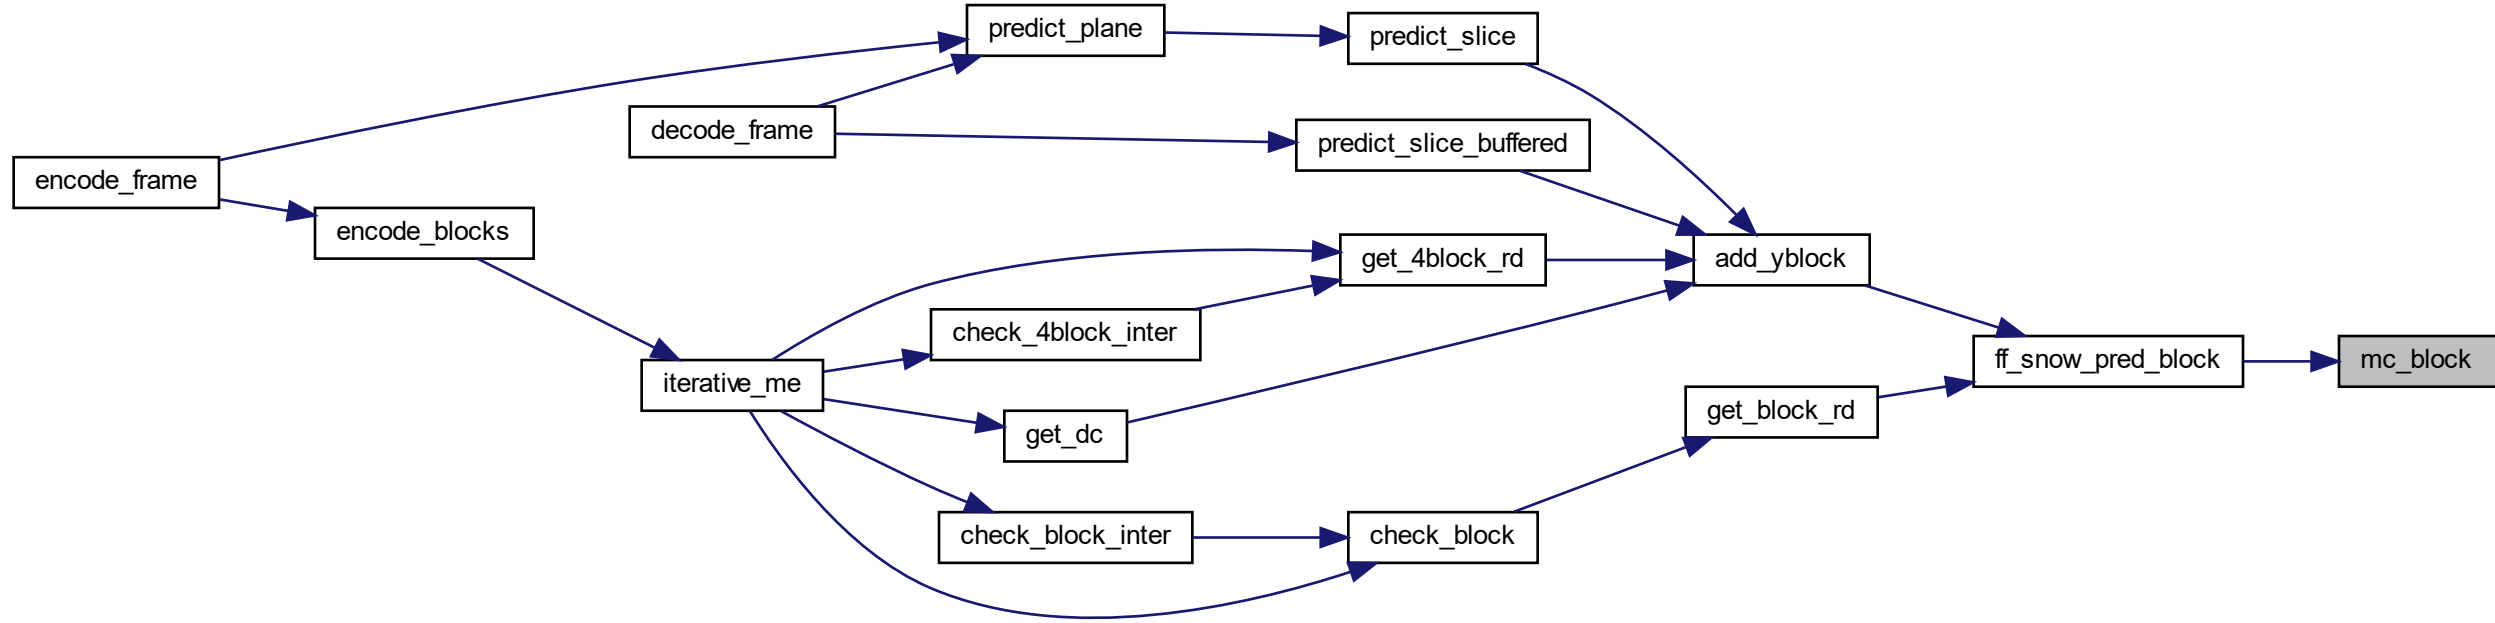 predict_plane
predict_slice
decode_frame
predict_slice_buffered
encode_frame
encode_blocks
get_4block_rd
add_yblock
check_4block_inter
iterative_me
ff_snow_pred_block
mc_block
get_block_rd
get_dc
check_block_inter
check_block